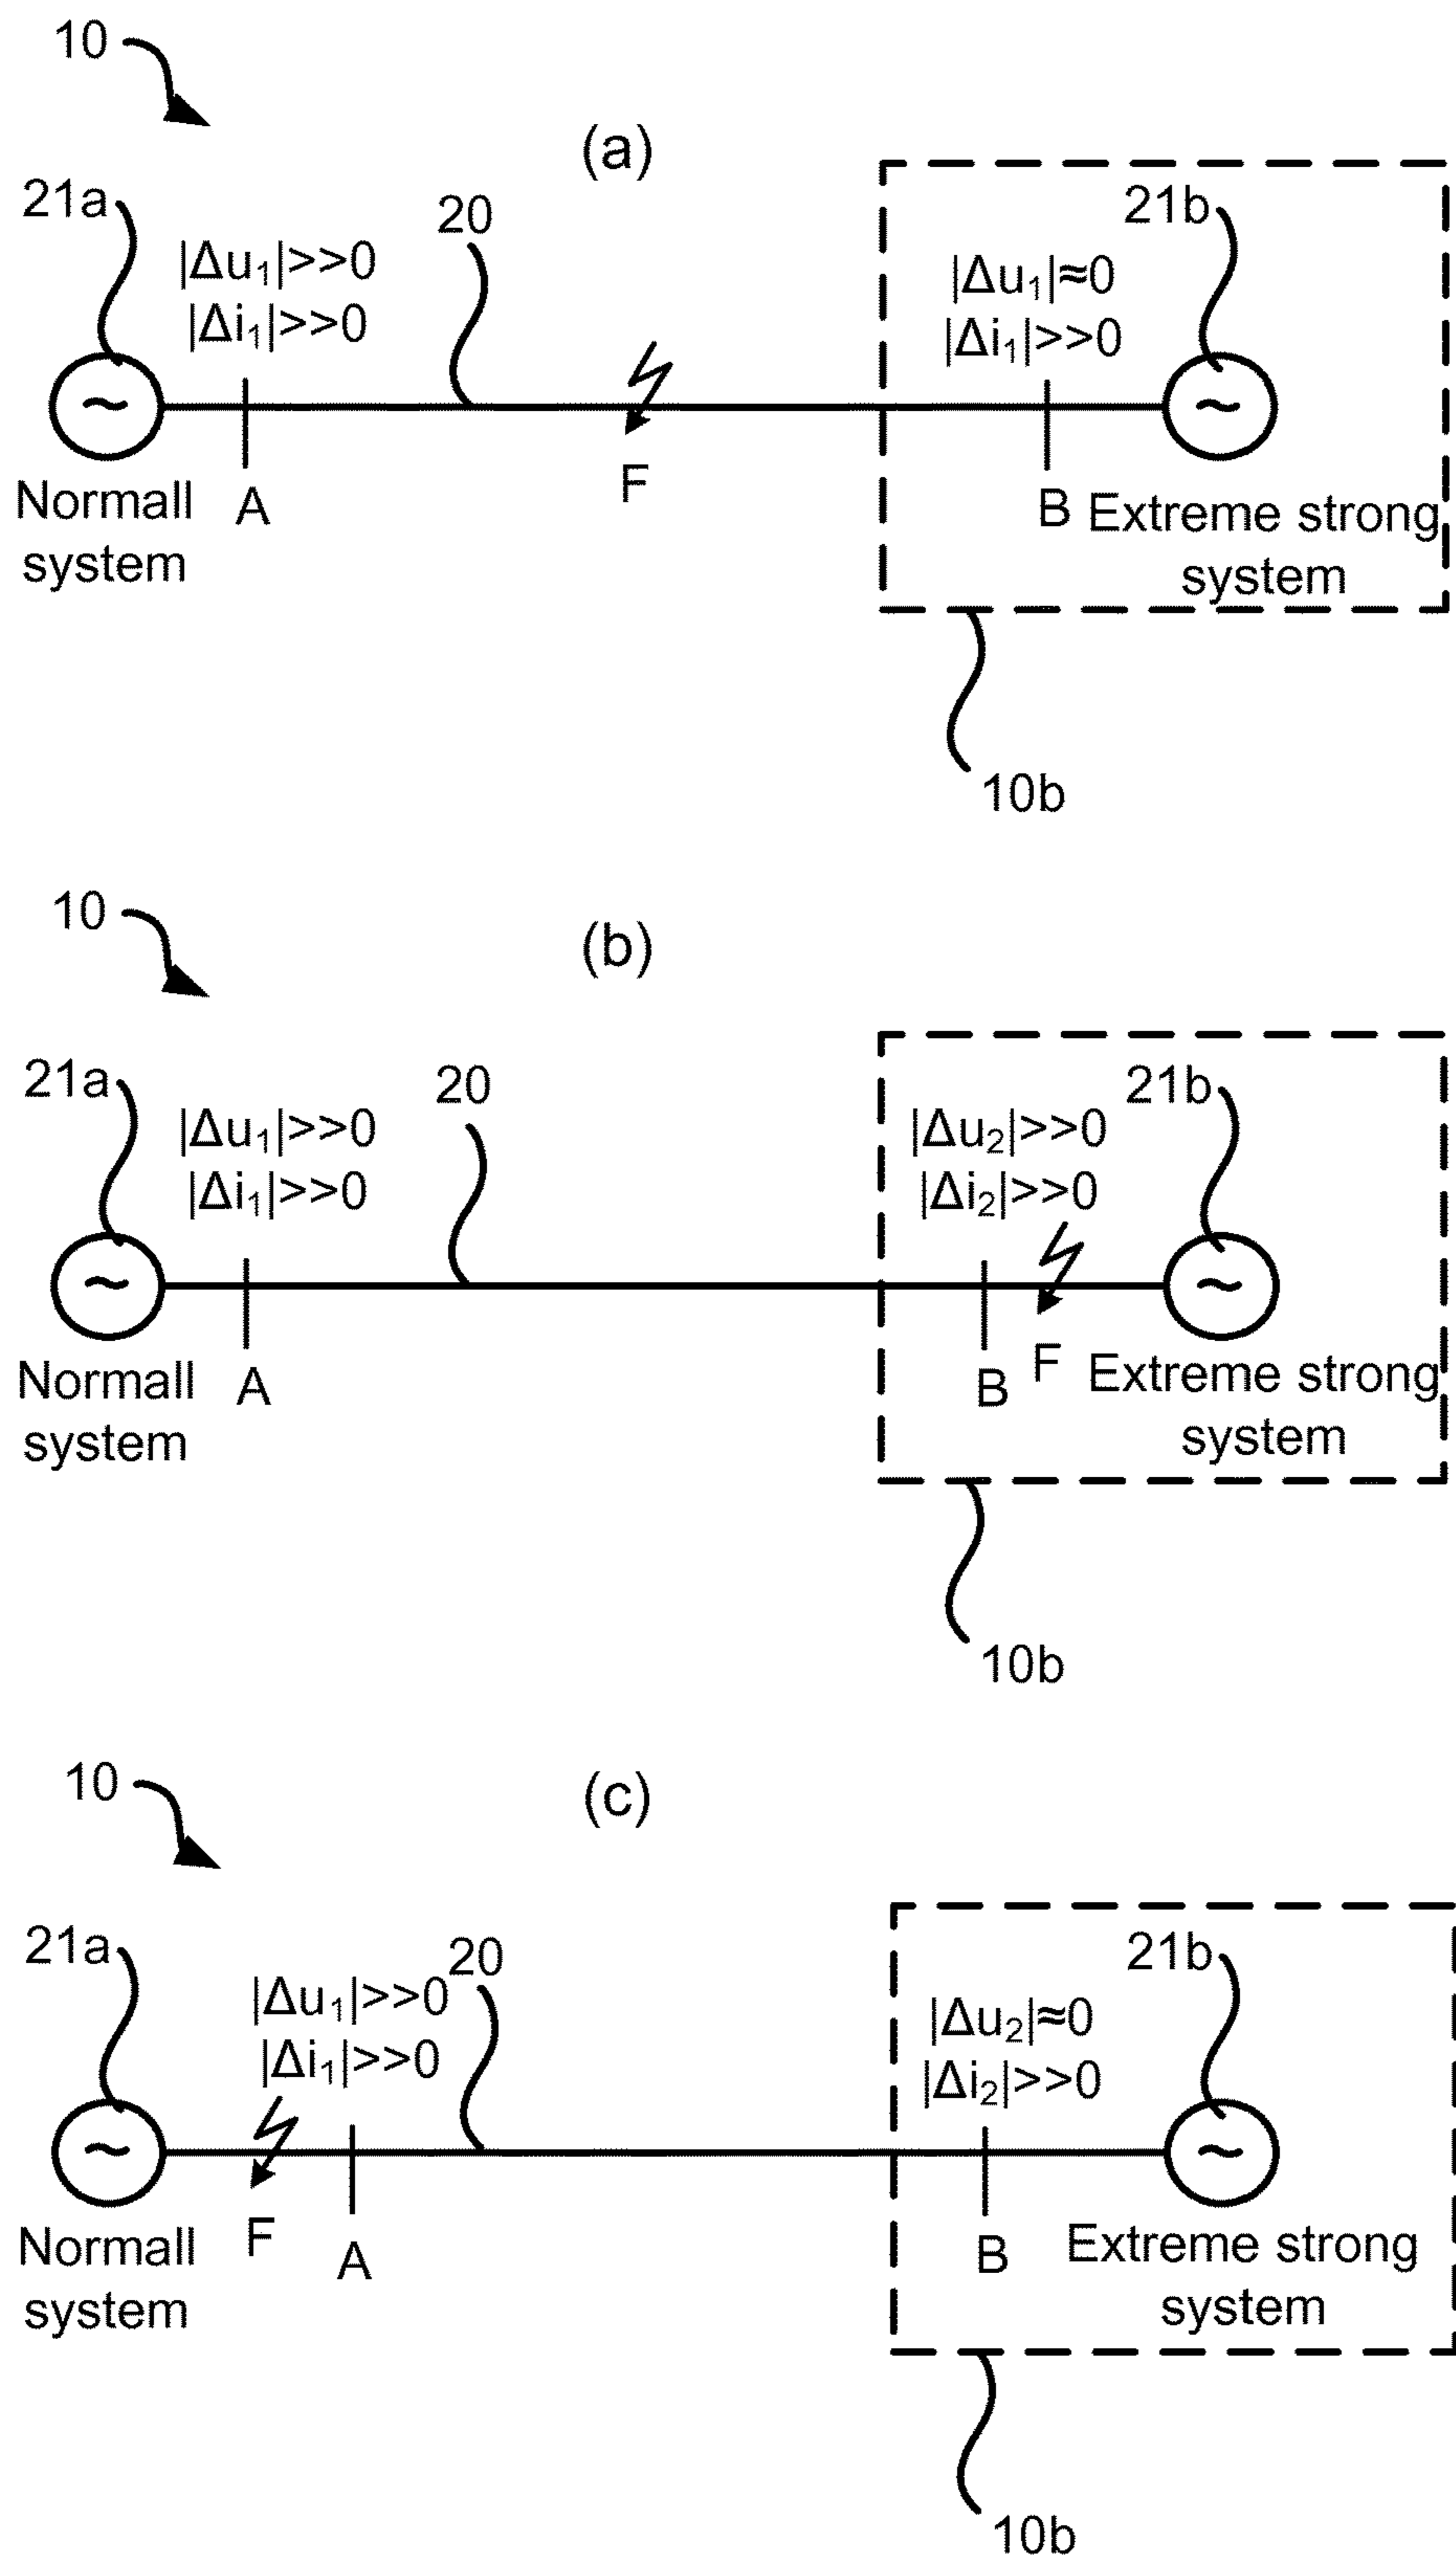 10
(a)
21a
20
21b
|Δu₁|>>0
|Δi₁|>>0
|Δu₁|≈0
|Δi₁|>>0
~
~
Normall
system
A
F
B
Extreme strong
system
10b
10
(b)
21a
20
21b
|Δu₁|>>0
|Δi₁|>>0
|Δu₂|>>0
|Δi₂|>>0
~
~
Normall
system
A
B
F
Extreme strong
system
10b
10
(c)
21a
20
21b
|Δu₁|>>0
|Δi₁|>>0
|Δu₂|≈0
|Δi₂|>>0
~
~
Normall
system
F
A
B
Extreme strong
system
10b